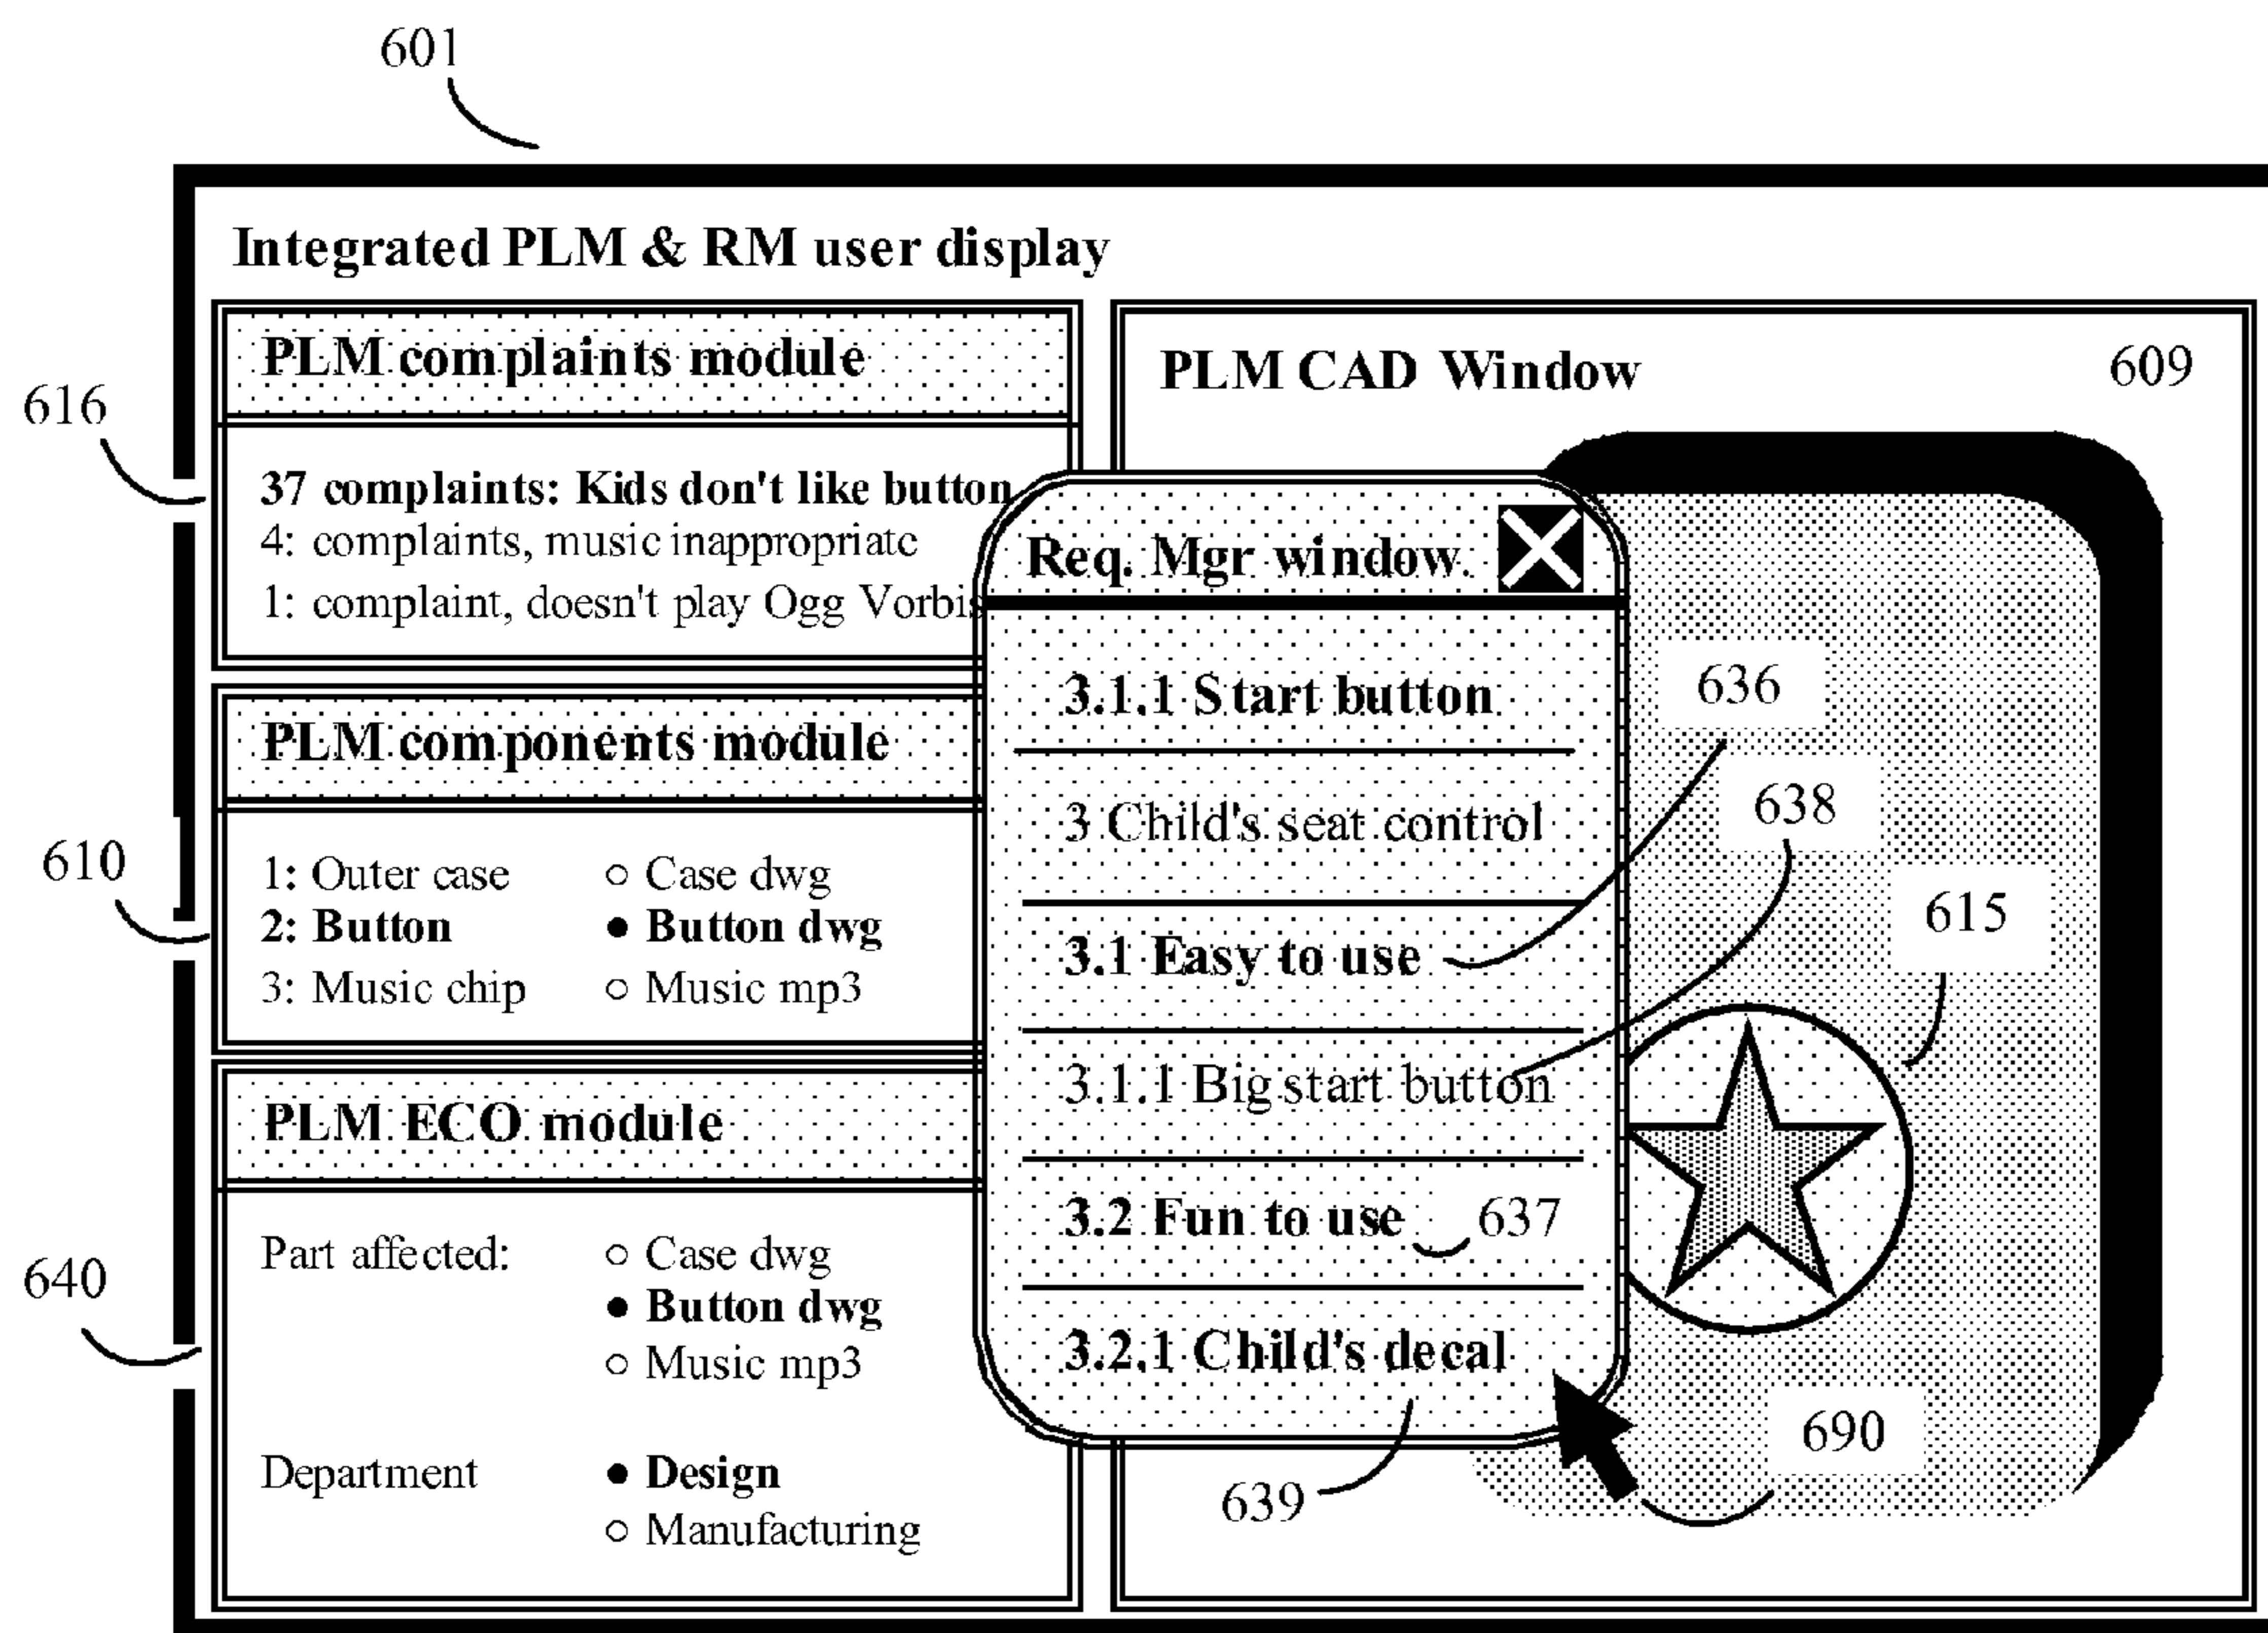 601
Integrated PLM & RM user display
616
PLM complaints module
37 complaints: Kids don't like button
4: complaints, music inappropriate
1: complaint, doesn't play Ogg Vorbis
610
PLM components module
1: Outer case ○ Case dwg
2: Button ● Button dwg
3: Music chip ○ Music mp3
640
PLM ECO module
Part affected: ○ Case dwg
● Button dwg
○ Music mp3
Department ● Design
○ Manufacturing
PLM CAD Window 609
Req. Mgr window
3.1.1 Start button
3 Child's seat control
3.1 Easy to use
3.1.1 Big start button
3.2 Fun to use 637
3.2.1 Child's decal
636
638
615
690
639